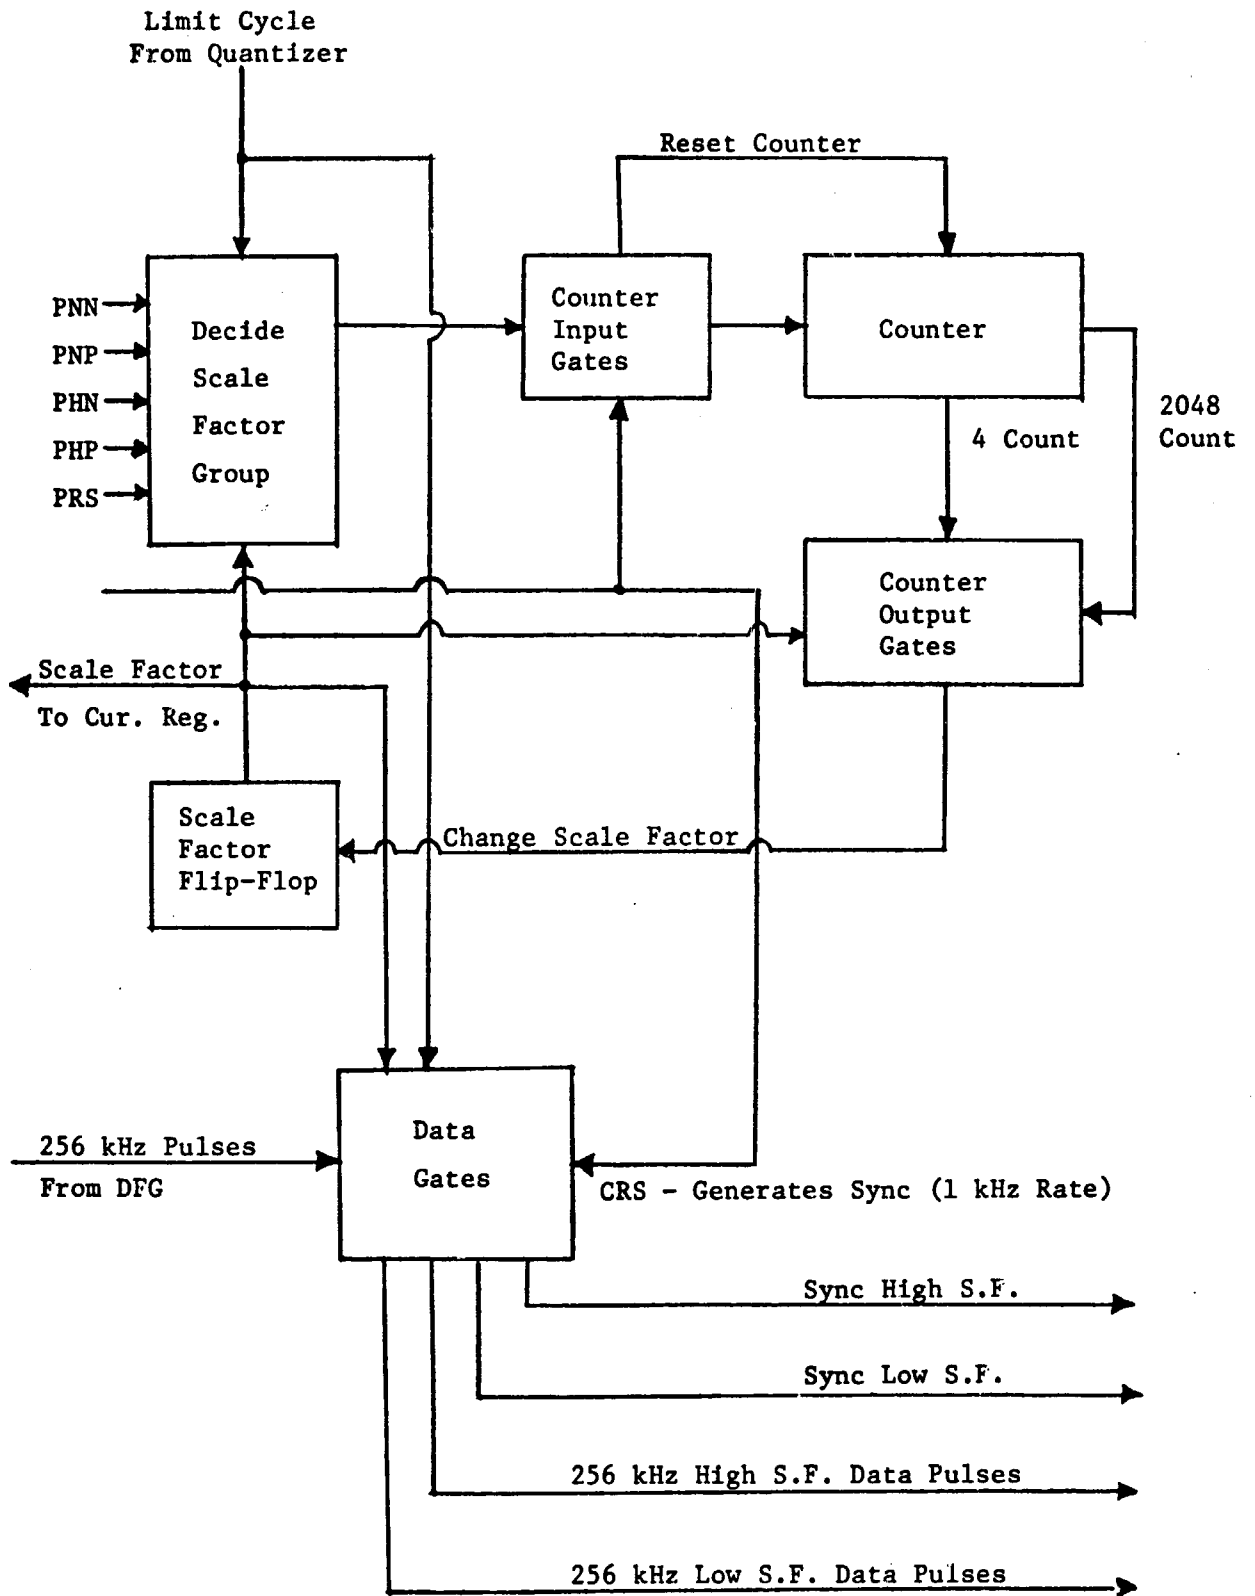 Limit Cycle
From Quantizer
Reset Counter
PNN
PNP
PHN
PHP
PRS
Decide
Scale
Factor
Group
Counter
Input
Gates
Counter
4 Count
2048
Count
Counter
Output
Gates
Scale Factor
To Cur. Reg.
Scale
Factor
Flip-Flop
Change Scale Factor
256 kHz Pulses
From DFG
Data
Gates
CRS - Generates Sync (1 kHz Rate)
Sync High S.F.
Sync Low S.F.
256 kHz High S.F. Data Pulses
256 kHz Low S.F. Data Pulses